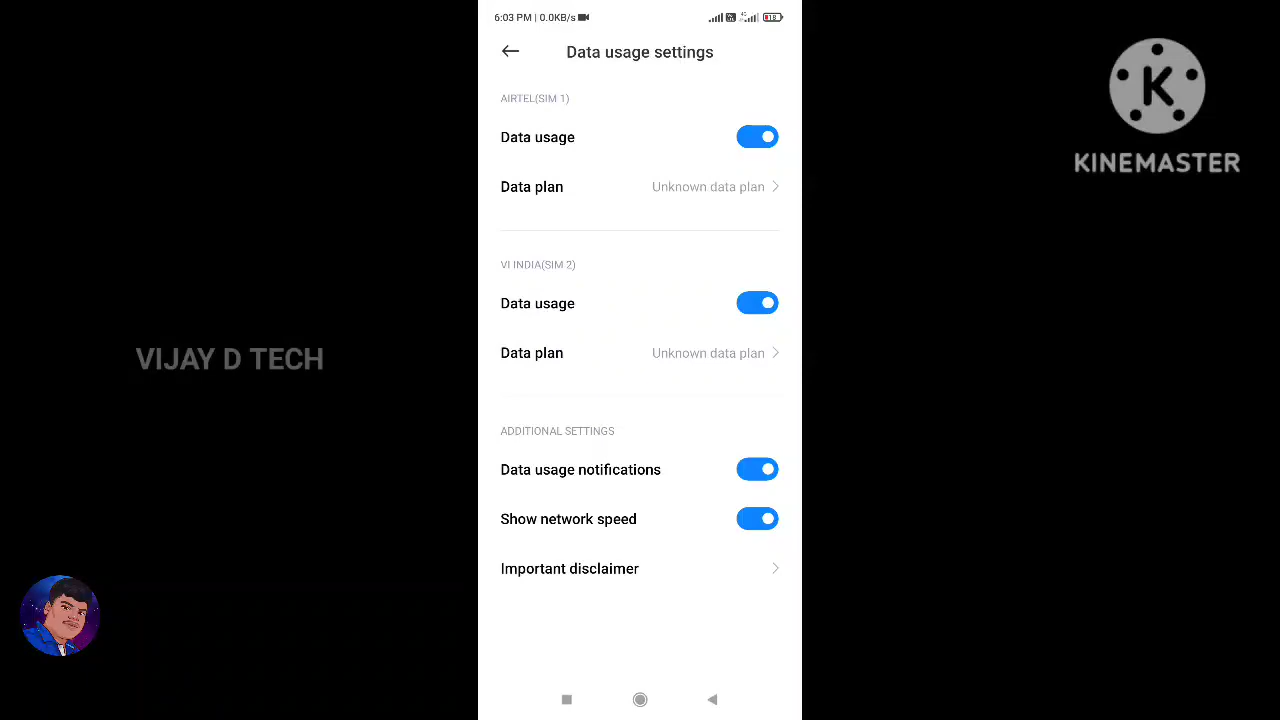 6:03 PM | 0.0KB/s 4G 18
Data usage settings
AIRTEL(SIM 1)
Data usage
Data plan Unknown data plan
VI INDIA(SIM 2)
Data usage
Data plan Unknown data plan
ADDITIONAL SETTINGS
Data usage notifications
Show network speed
Important disclaimer
K
KINEMASTER
VIJAY D TECH